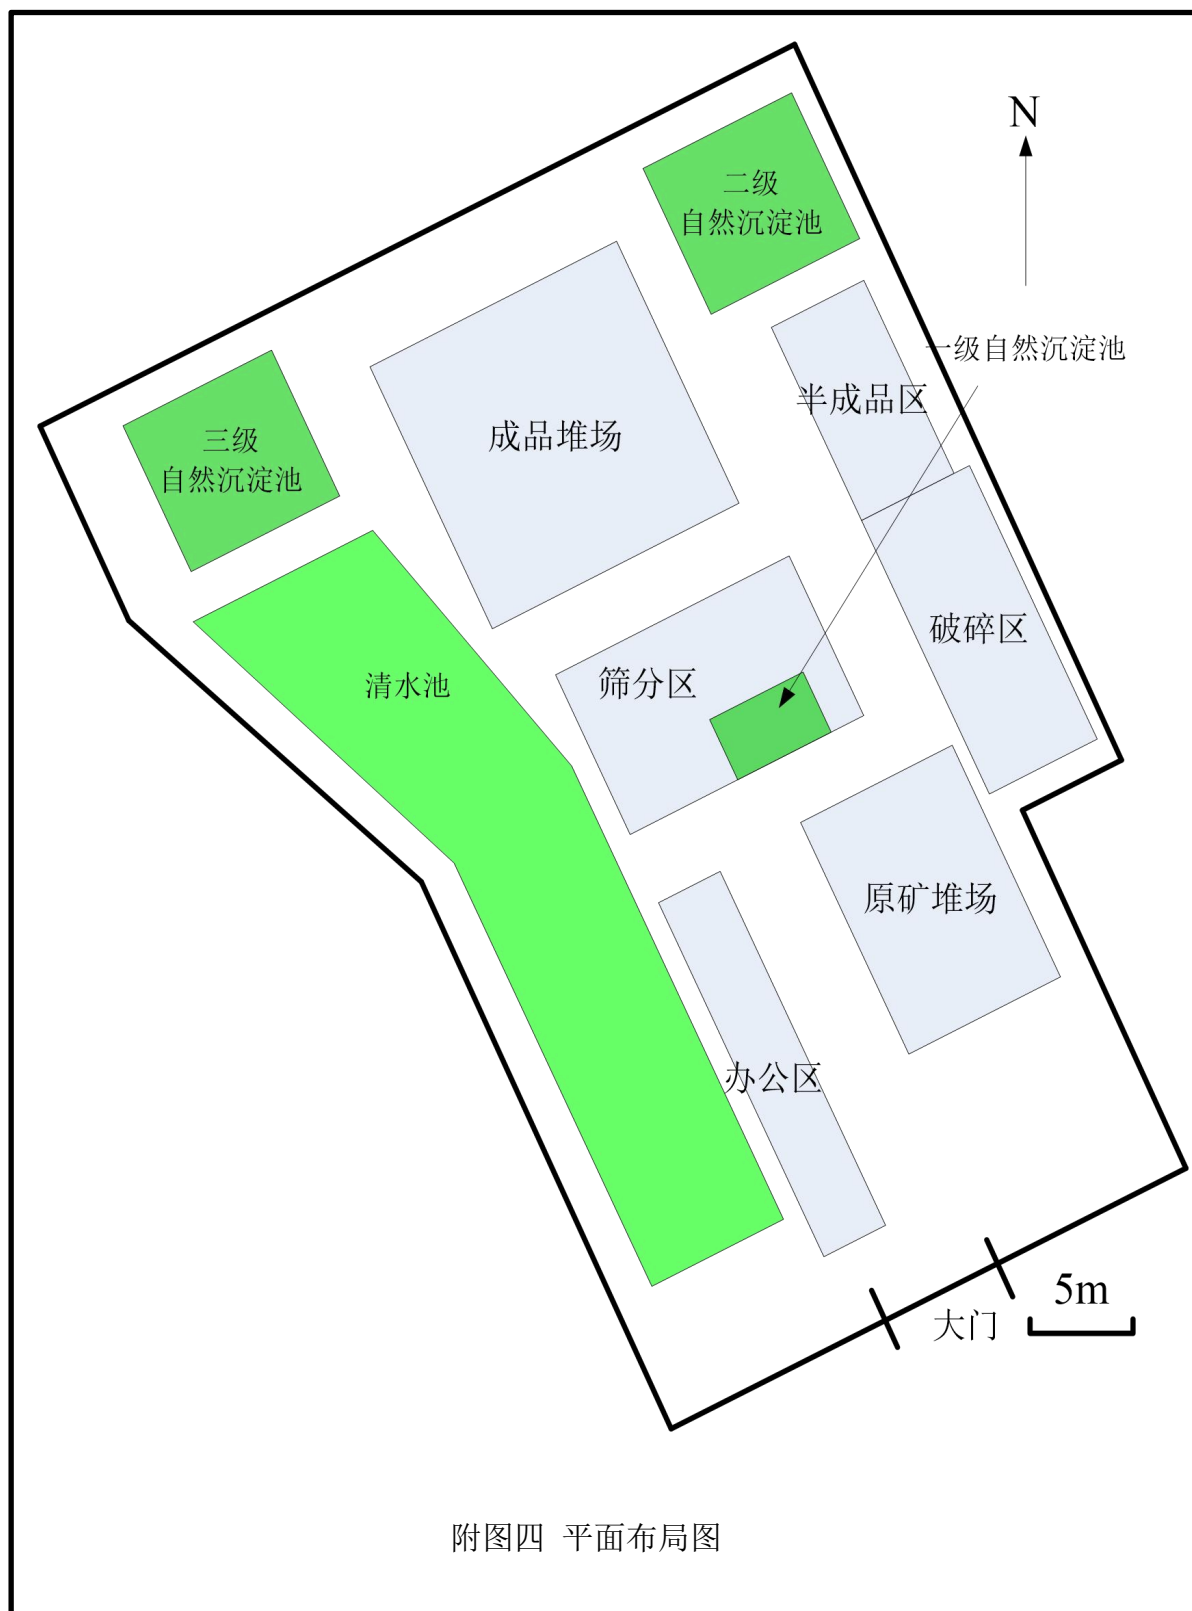 N
二级
自然沉淀池
一级自然沉淀池
半成品区
成品堆场
三级
自然沉淀池
破碎区
筛分区
清水池
原矿堆场
办公区
5m
大门
附图四 平面布局图